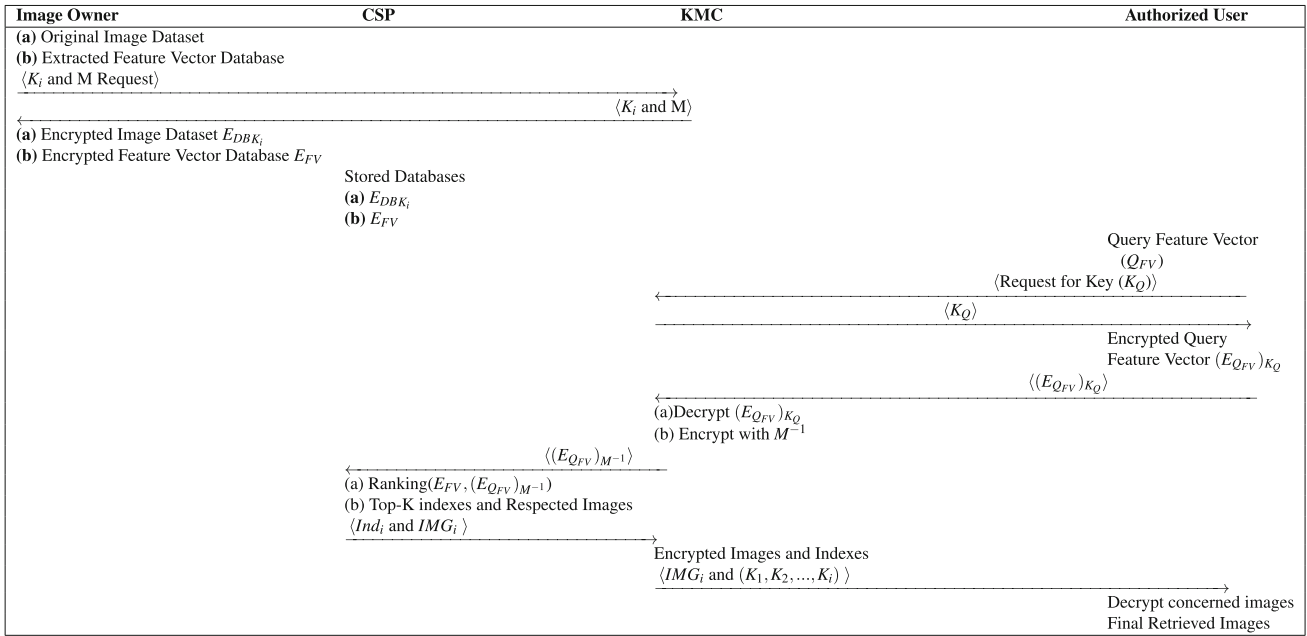 Image Owner CSP KMC Authorized User
(a) Original Image Dataset
(b) Extracted Feature Vector Database
⟨K_i and M Request⟩
⟨K_i and M⟩
(a) Encrypted Image Dataset E_{DBK_i}
(b) Encrypted Feature Vector Database E_{FV}
Stored Databases
(a) E_{DBK_i}
(b) E_{FV}
Query Feature Vector
(Q_{FV})
⟨Request for Key (K_Q)⟩
⟨K_Q⟩
Encrypted Query
Feature Vector (E_{Q_{FV}})_{K_Q}
⟨(E_{Q_{FV}})_{K_Q}⟩
(a)Decrypt (E_{Q_{FV}})_{K_Q}
(b) Encrypt with M^{-1}
⟨(E_{Q_{FV}})_{M^{-1}}⟩
(a) Ranking(E_{FV}, (E_{Q_{FV}})_{M^{-1}})
(b) Top-K indexes and Respected Images
⟨Ind_i and IMG_i ⟩
Encrypted Images and Indexes
⟨IMG_i and (K_1, K_2, ..., K_i) ⟩
Decrypt concerned images
Final Retrieved Images